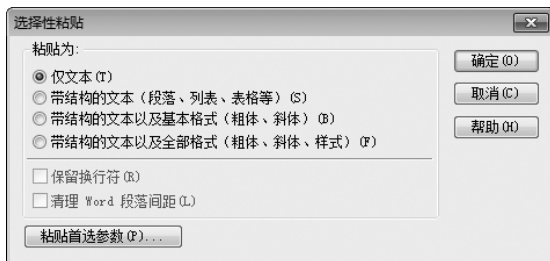 选择性粘贴
粘贴为:
仅文本(T)
带结构的文本（段落、列表、表格等）(S)
带结构的文本以及基本格式（粗体、斜体）(B)
带结构的文本以及全部格式（粗体、斜体、样式）(F)
保留换行符(R)
清理 Word 段落间距(L)
粘贴首选参数(P)...
确定(O)
取消(C)
帮助(H)